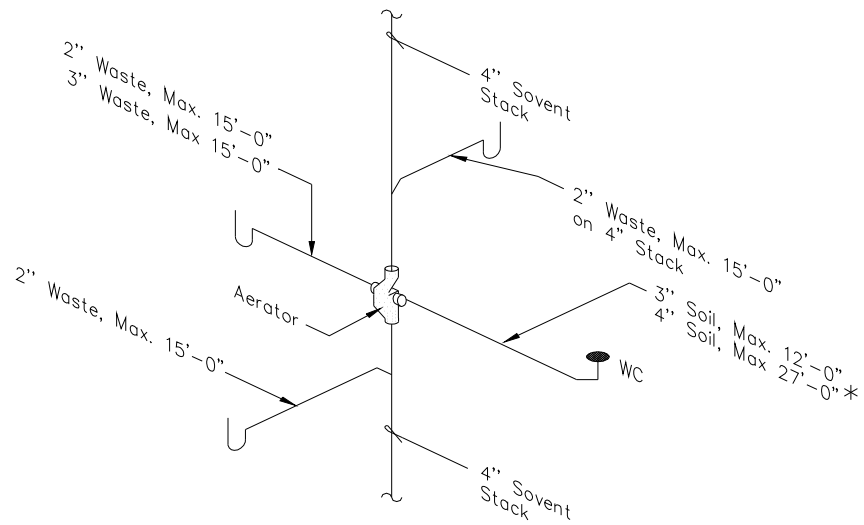 2'' Waste, Max. 15'-0"
3'' Waste, Max 15'-0"
4'' Sovent
Stack
2'' Waste, Max. 15'-0"
on 4" Stack
Aerator
3" Soil, Max. 12'-0"
4" Soil, Max 27'-0"*
WC
2'' Waste, Max. 15'-0"
4'' Sovent
Stack